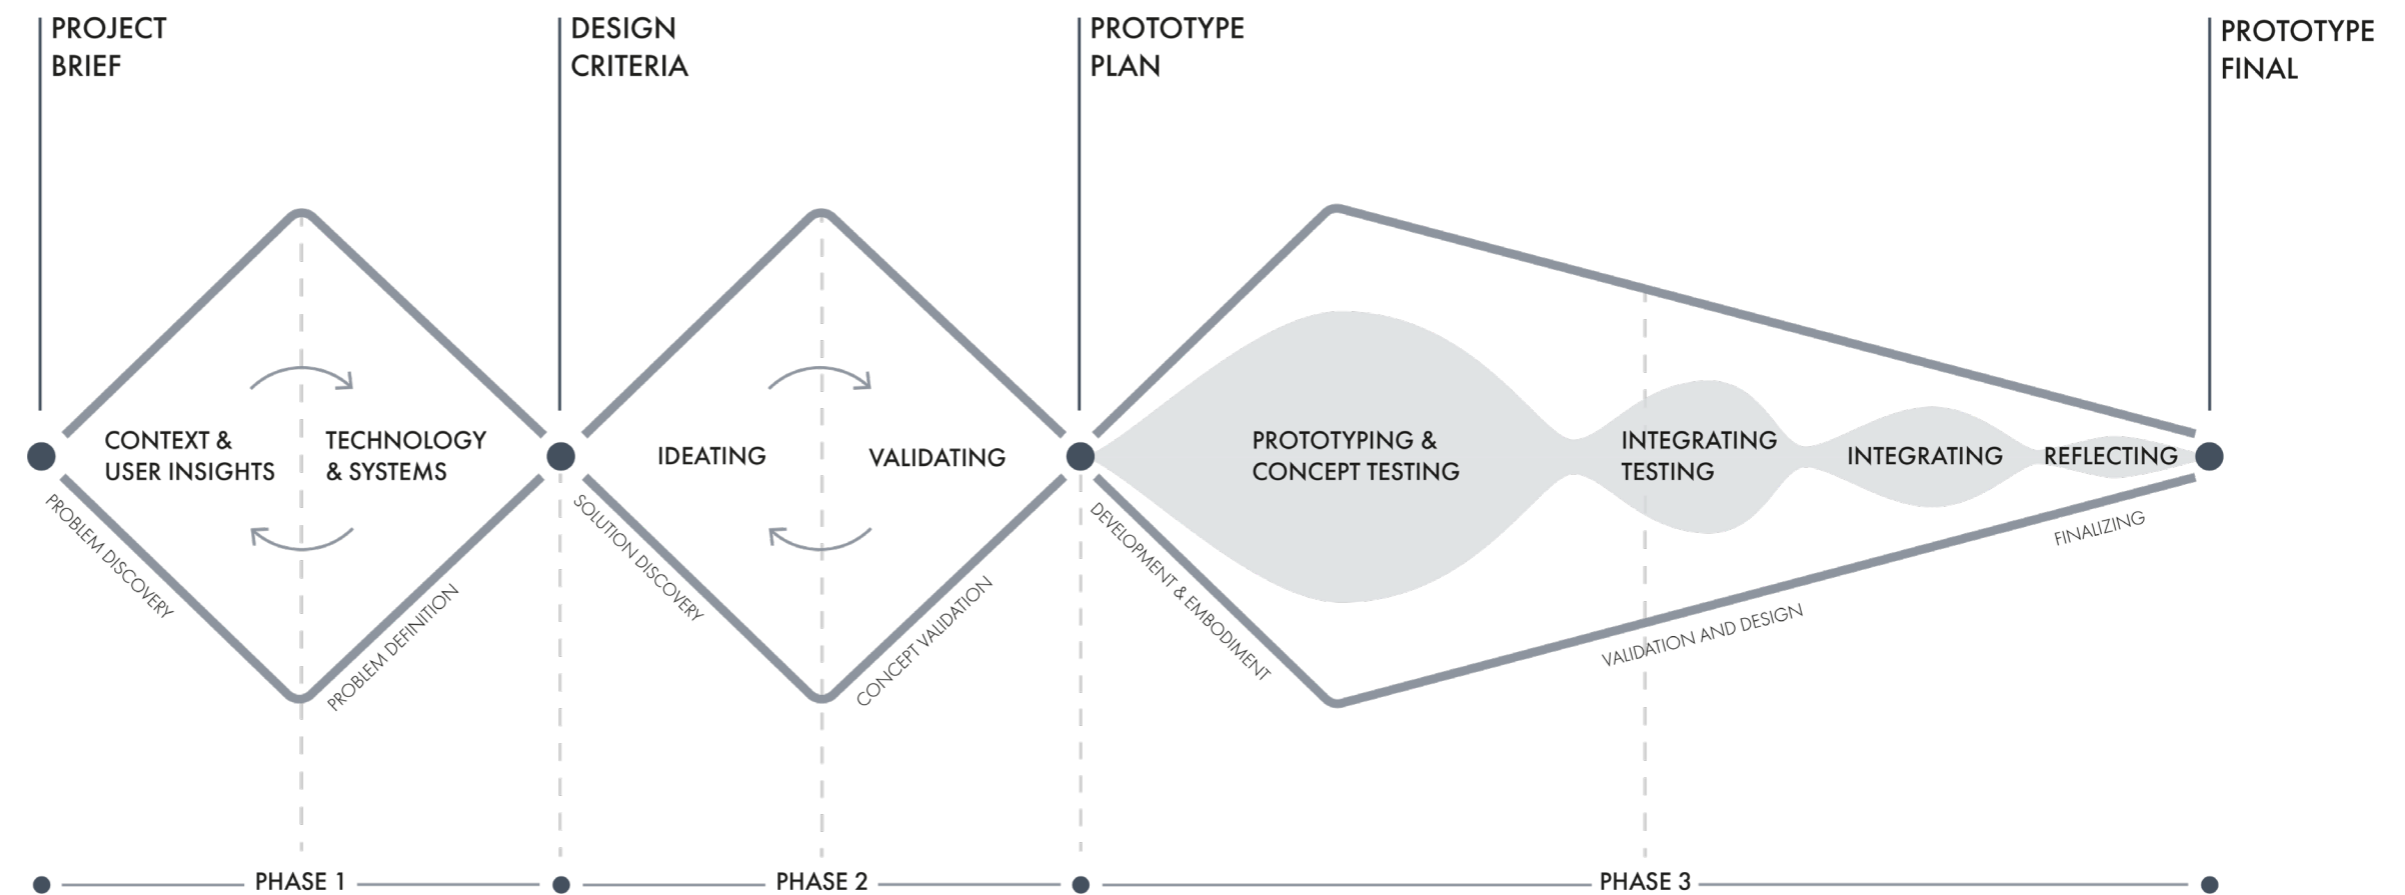 PROJECT
BRIEF
DESIGN
CRITERIA
PROTOTYPE
PLAN
PROTOTYPE
FINAL
CONTEXT &
USER INSIGHTS
TECHNOLOGY
& SYSTEMS
IDEATING
VALIDATING
PROTOTYPING &
CONCEPT TESTING
INTEGRATING
TESTING
INTEGRATING
REFLECTING
PROBLEM DISCOVERY
PROBLEM DEFINITION
SOLUTION DISCOVERY
CONCEPT VALIDATION
DEVELOPMENT & EMBODIMENT
VALIDATION AND DESIGN
FINALIZING
PHASE 1
PHASE 2
PHASE 3